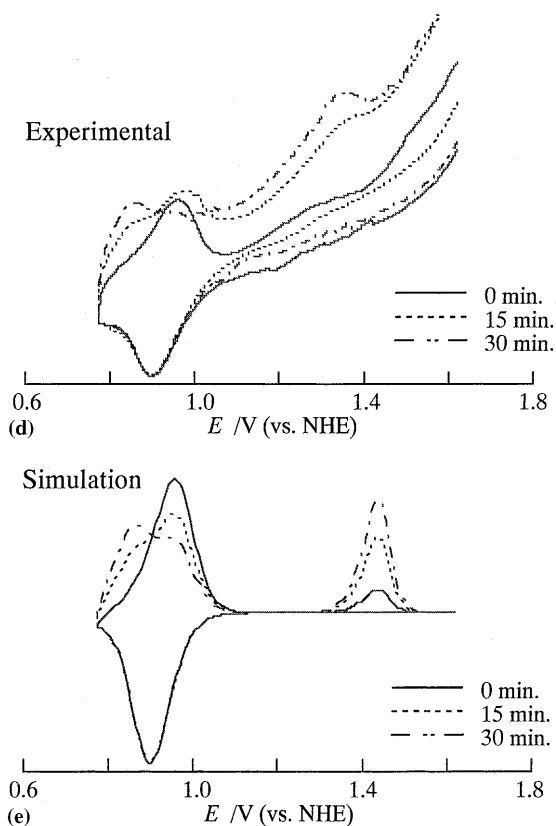 Experimental
0 min.
15 min.
30 min.
0.6 1.0 1.4 1.8
(d) E /V (vs. NHE)
Simulation
0 min.
15 min.
30 min.
0.6 1.0 1.4 1.8
(e) E /V (vs. NHE)